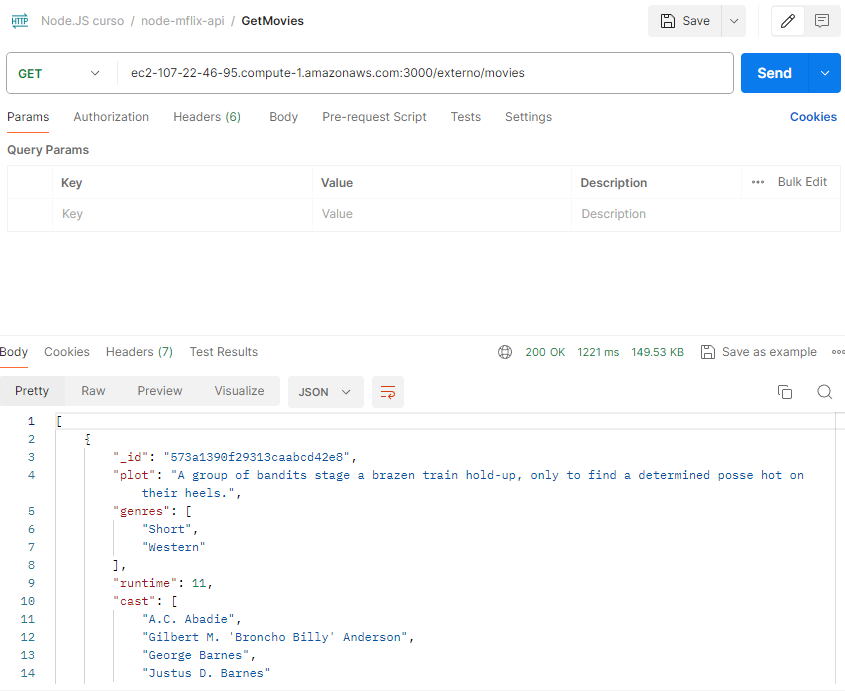 HTTP Node.JS curso / node-mflix-api / GetMovies Save
GET ec2-107-22-46-95.compute-1.amazonaws.com:3000/externo/movies Send
Params Authorization Headers (6) Body Pre-request Script Tests Settings Cookies
Query Params
Key Value Description ••• Bulk Edit
Key Value Description
Body Cookies Headers (7) Test Results 200 OK 1221 ms 149.53 KB Save as example
Pretty Raw Preview Visualize JSON
1 [
2 {
3 "_id": "573a1390f29313caabcd42e8",
4 "plot": "A group of bandits stage a brazen train hold-up, only to find a determined posse hot on
their heels.",
5 "genres": [
6 "Short",
7 "Western"
8 ],
9 "runtime": 11,
10 "cast": [
11 "A.C. Abadie",
12 "Gilbert M. 'Broncho Billy' Anderson",
13 "George Barnes",
14 "Justus D. Barnes"